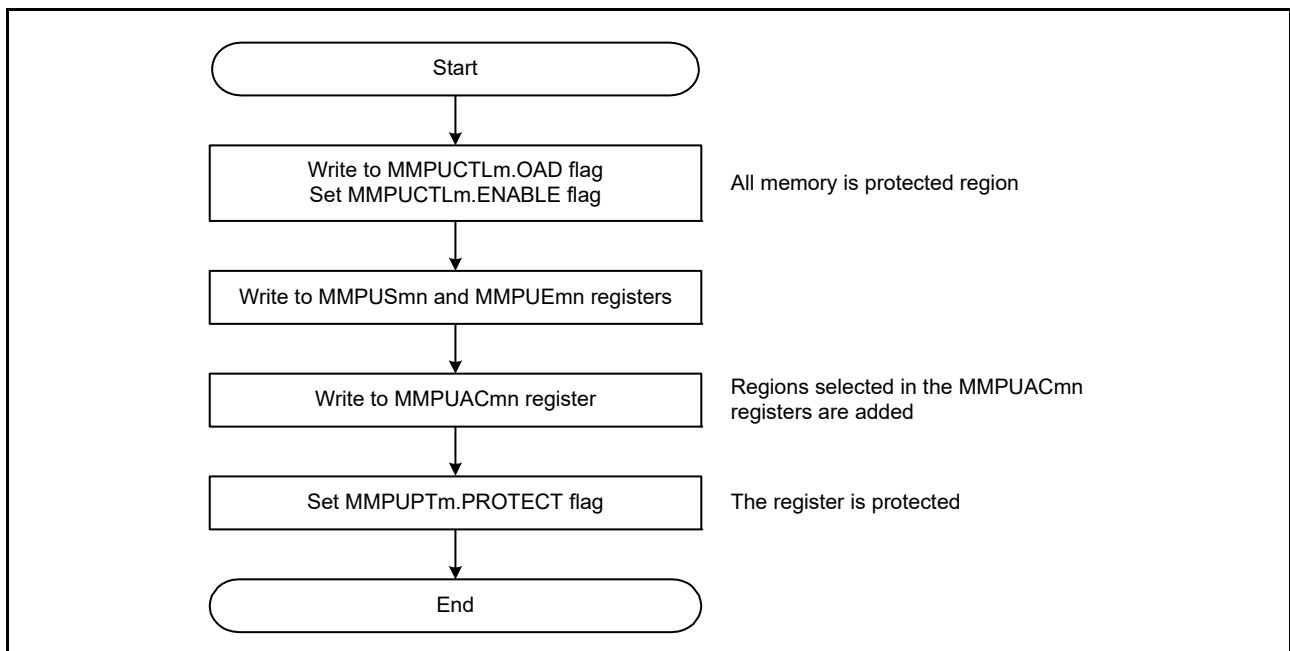 Start
Write to MMPUCTLm.OAD flag
Set MMPUCTLm.ENABLE flag
All memory is protected region
Write to MMPUSmn and MMPUEmn registers
Write to MMPUACmn register
Regions selected in the MMPUACmn
registers are added
Set MMPUPTm.PROTECT flag
The register is protected
End